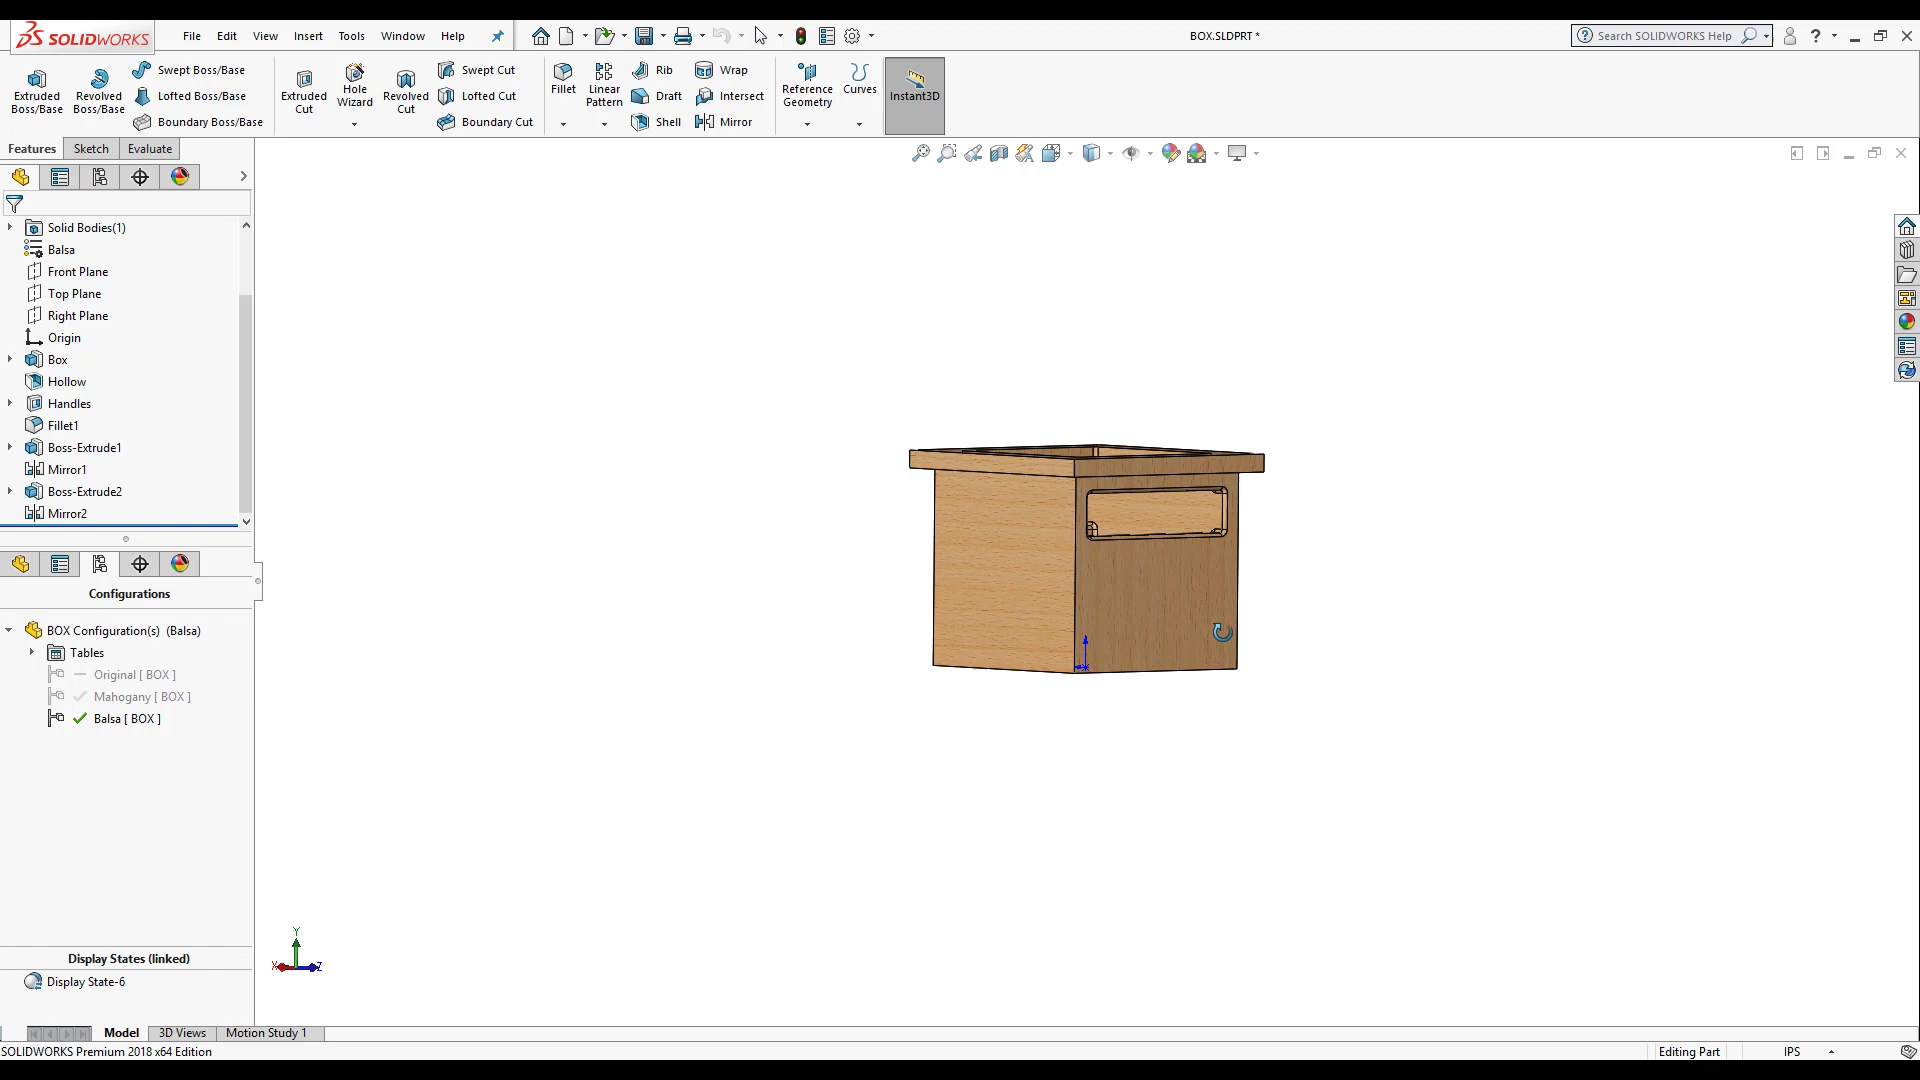 SOLIDWORKS
File Edit View Insert Tools Window Help
BOX.SLDPRT *
Search SOLIDWORKS Help
Extruded Boss/Base
Revolved Boss/Base
Swept Boss/Base
Lofted Boss/Base
Boundary Boss/Base
Extruded Cut
Hole Wizard
Revolved Cut
Swept Cut
Lofted Cut
Boundary Cut
Fillet
Linear Pattern
Rib
Draft
Shell
Wrap
Intersect
Mirror
Reference Geometry
Curves
Instant3D
Features Sketch Evaluate
Solid Bodies(1)
Balsa
Front Plane
Top Plane
Right Plane
Origin
Box
Hollow
Handles
Fillet1
Boss-Extrude1
Mirror1
Boss-Extrude2
Mirror2
Configurations
BOX Configuration(s) (Balsa)
Tables
Original [ BOX ]
Mahogany [ BOX ]
Balsa [ BOX ]
Y
X
Z
Display States (linked)
Display State-6
Model 3D Views Motion Study 1
SOLIDWORKS Premium 2018 x64 Edition
Editing Part
IPS